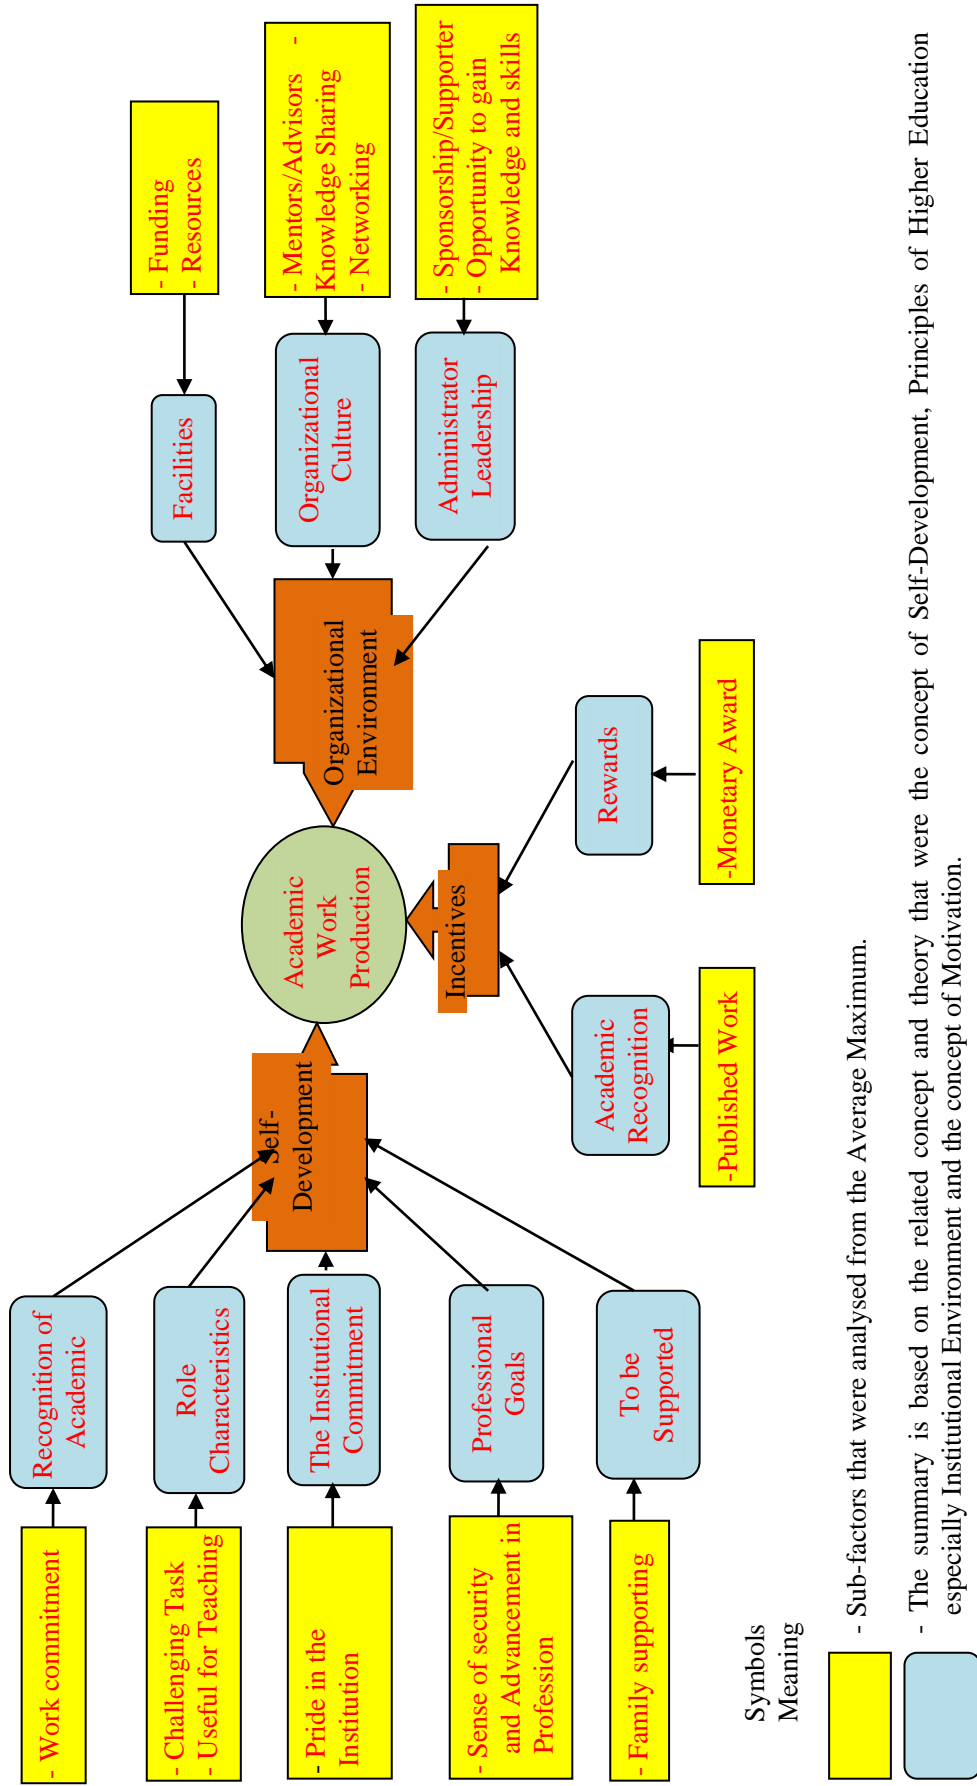 - Work commitment
- Challenging Task
- Useful for Teaching
- Pride in the
Institution
- Sense of security
and Advancement in
Profession
- Family supporting
Recognition of
Academic
Role
Characteristics
The Institutional
Commitment
Professional
Goals
To be
Supported
Self-
Development
Academic
Work
Production
Incentives
Academic
Recognition
-Published Work
Rewards
-Monetary Award
Organizational
Environment
Facilities
Organizational
Culture
Administrator
Leadership
- Funding
- Resources
- Mentors/Advisors -
Knowledge Sharing
- Networking
- Sponsorship/Supporter
- Opportunity to gain
Knowledge and skills
Symbols
Meaning
- Sub-factors that were analysed from the Average Maximum.
- The summary is based on the related concept and theory that were the concept of Self-Development, Principles of Higher Education
especially Institutional Environment and the concept of Motivation.